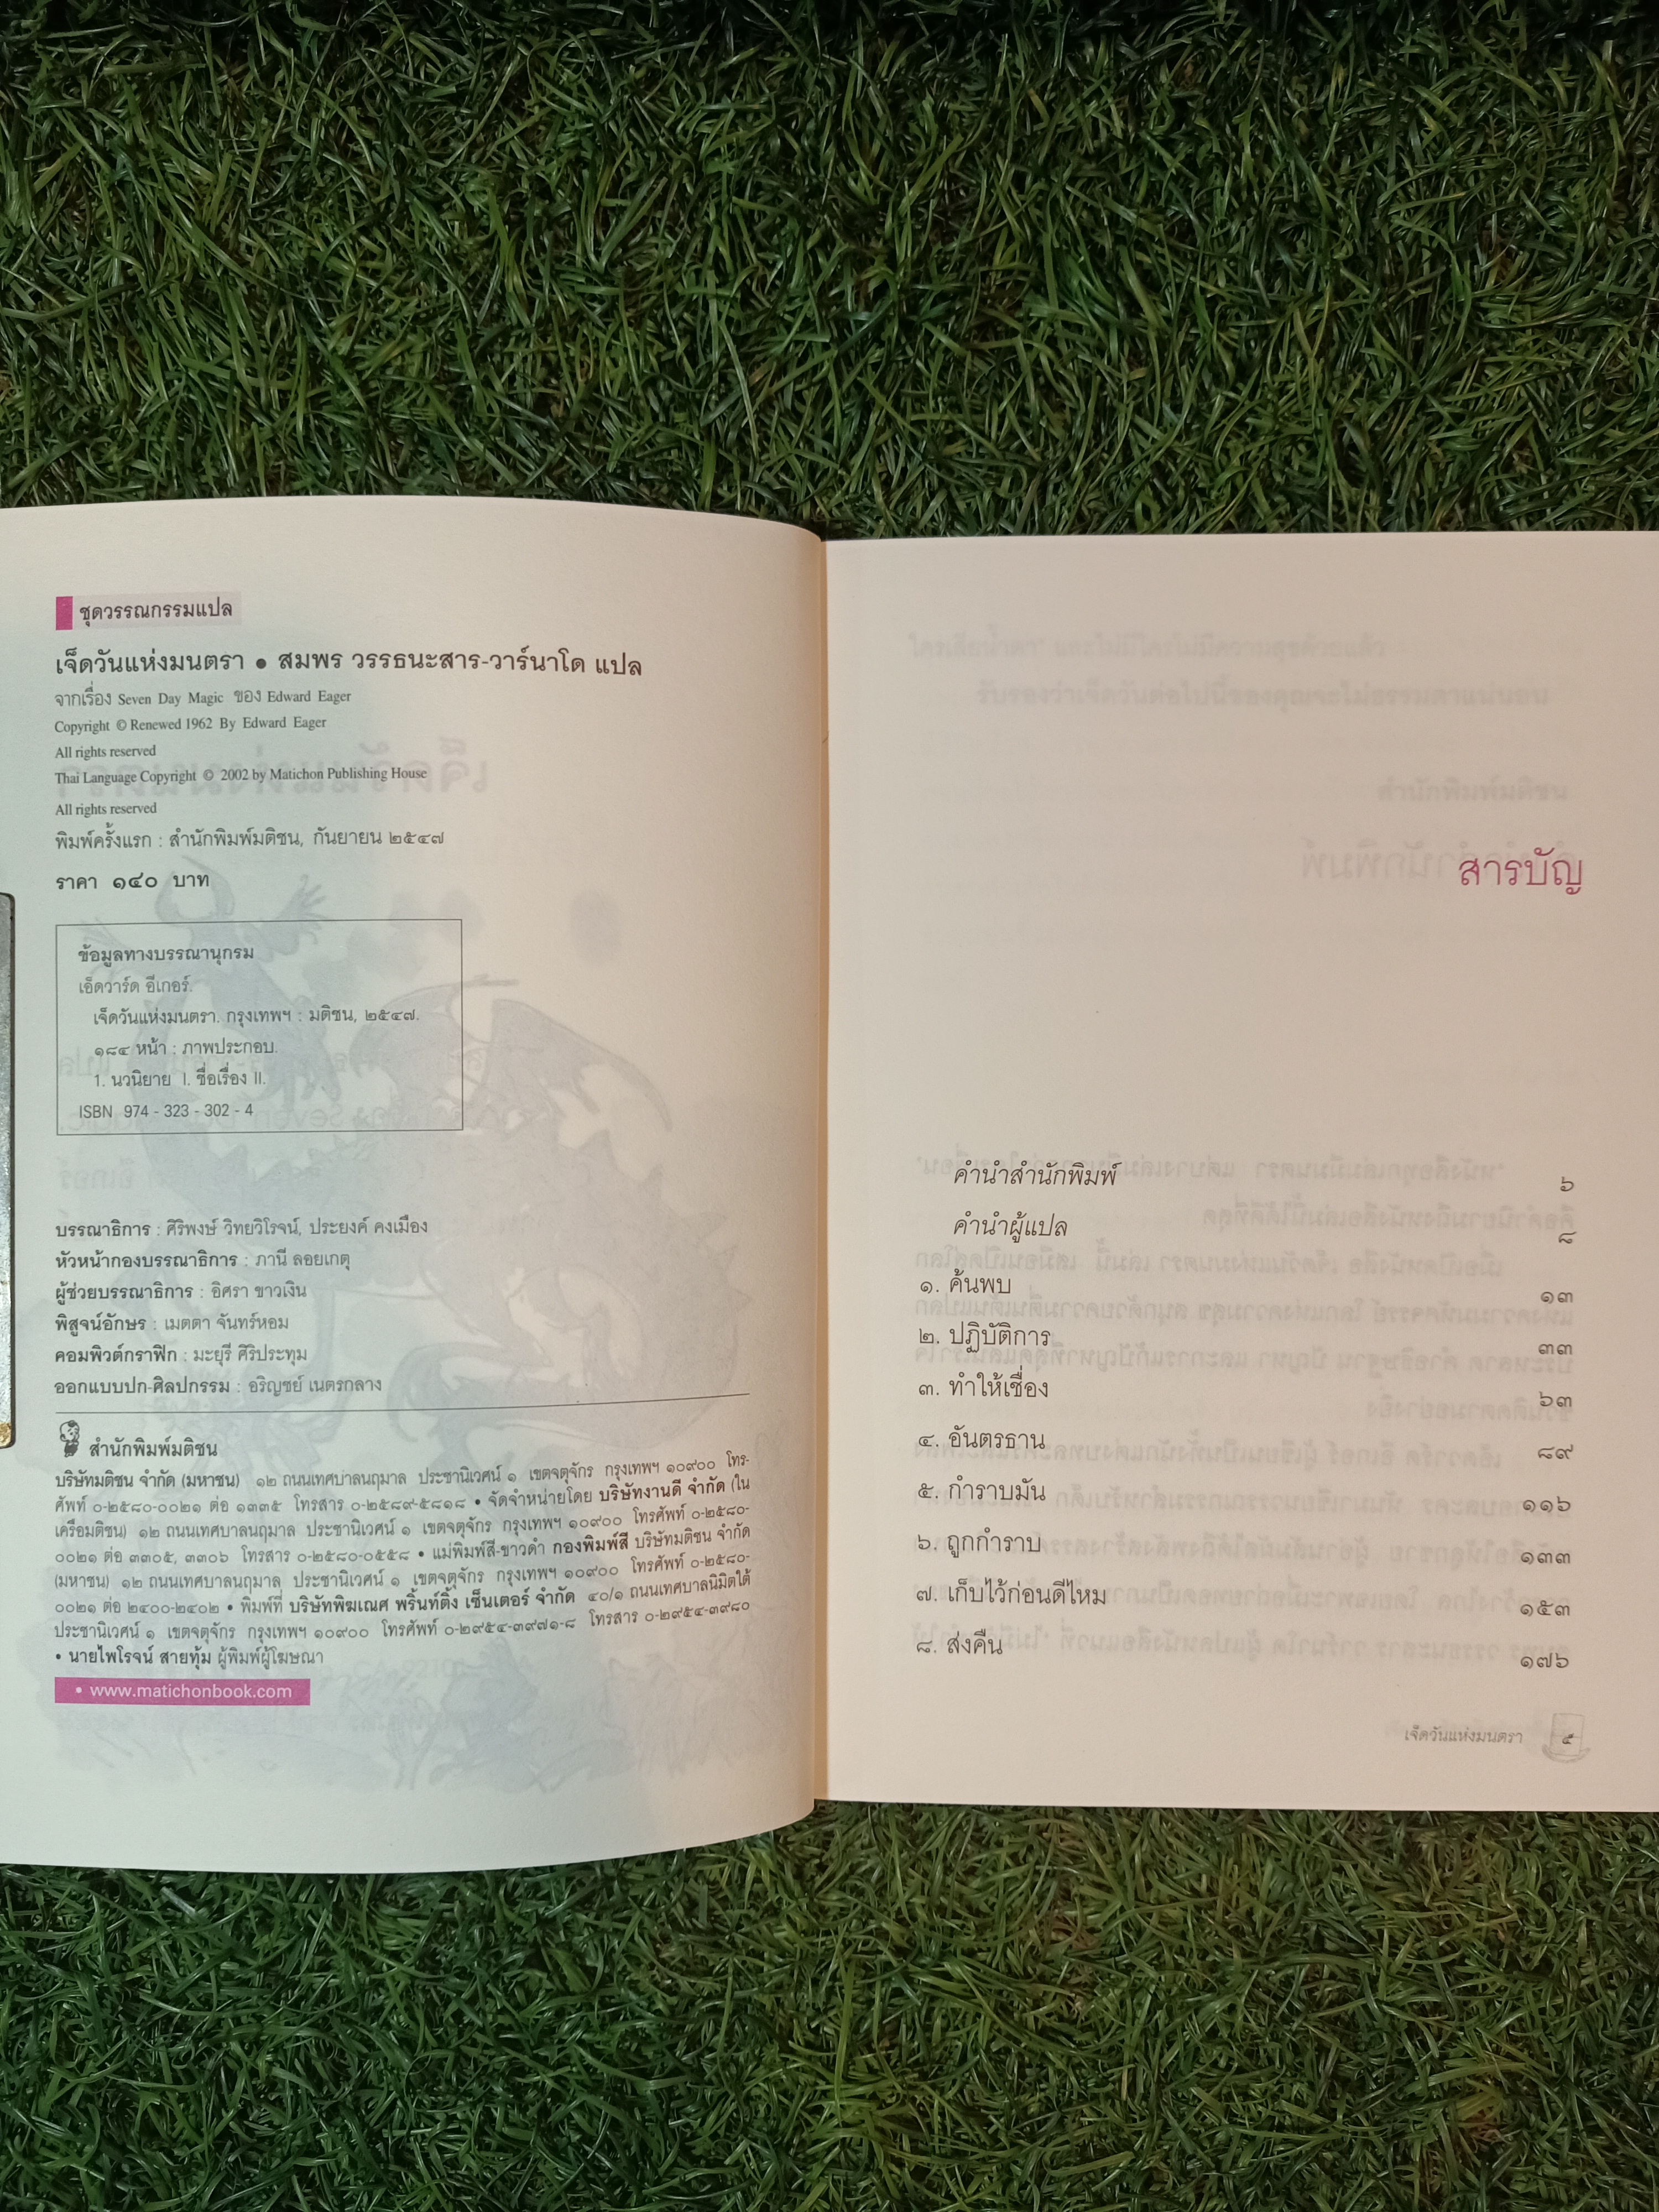 ชุดวรรณกรรมแปล
เจ็ดวันแห่งมนตรา • สมพร วรรธนะสาร-วาร์นาโด แปล
จากเรื่อง Seven Day Magic ของ Edward Eager
Copyright © Renewed 1962 By Edward Eager
All rights reserved
Thai Language Copyright © 2002 by Matichon Publishing House
All rights reserved
พิมพ์ครั้งแรก : สำนักพิมพ์มติชน, กันยายน ๒๕๔๗
ราคา ๑๔๐ บาท
ข้อมูลทางบรรณานุกรม
เอ็ดวาร์ด อีเกอร์.
เจ็ดวันแห่งมนตรา. กรุงเทพฯ : มติชน, ๒๕๔๗.
๑๘๔ หน้า : ภาพประกอบ.
1. นวนิยาย I. ชื่อเรื่อง II.
ISBN 974 - 323 - 302 - 4
บรรณาธิการ : ศิริพงษ์ วิทยวิโรจน์, ประยงค์ คงเมือง
หัวหน้ากองบรรณาธิการ : ภานี ลอยเกตุ
ผู้ช่วยบรรณาธิการ : อิศรา ขาวเงิน
พิสูจน์อักษร : เมตตา จันทร์หอม
คอมพิวต์กราฟิก : มะยุรี ศิริประทุม
ออกแบบปก-ศิลปกรรม : อริญชย์ เนตรกลาง
สำนักพิมพ์มติชน
บริษัทมติชน จำกัด (มหาชน) ๑๒ ถนนเทศบาลนฤมาล ประชานิเวศน์ ๑ เขตจตุจักร กรุงเทพฯ ๑๐๙๐๐ โทร-
ศัพท์ ๐-๒๕๘๐-๐๐๒๑ ต่อ ๑๓๓๕ โทรสาร ๐-๒๕๘๙-๕๘๑๘ • จัดจำหน่ายโดย บริษัทงานดี จำกัด (ใน
เครือมติชน) ๑๒ ถนนเทศบาลนฤมาล ประชานิเวศน์ ๑ เขตจตุจักร กรุงเทพฯ ๑๐๙๐๐ โทรศัพท์ ๐-๒๕๘๐-
๐๐๒๑ ต่อ ๓๓๐๕, ๓๓๐๖ โทรสาร ๐-๒๕๘๐-๐๕๕๘ • แม่พิมพ์สี-ขาวดำ กองพิมพ์สี บริษัทมติชน จำกัด
(มหาชน) ๑๒ ถนนเทศบาลนฤมาล ประชานิเวศน์ ๑ เขตจตุจักร กรุงเทพฯ ๑๐๙๐๐ โทรศัพท์ ๐-๒๕๘๐-
๐๐๒๑ ต่อ ๒๔๐๐-๒๔๐๒ • พิมพ์ที่ บริษัทพิฆเณศ พริ้นท์ติ้ง เซ็นเตอร์ จำกัด ๔๐/๑ ถนนเทศบาลนิมิตใต้
ประชานิเวศน์ ๑ เขตจตุจักร กรุงเทพฯ ๑๐๙๐๐ โทรศัพท์ ๐-๒๙๕๔-๓๙๗๑-๘ โทรสาร ๐-๒๙๕๔-๓๙๘๐
• นายไพโรจน์ สายทุ้ม ผู้พิมพ์ผู้โฆษณา
• www.matichonbook.com
สารบัญ
คำนำสำนักพิมพ์ ๖
คำนำผู้แปล ๘
๑. ค้นพบ ๑๓
๒. ปฏิบัติการ ๓๓
๓. ทำให้เชื่อง ๖๓
๔. อันตรธาน ๘๙
๕. กำราบมัน ๑๑๖
๖. ถูกกำราบ ๑๓๓
๗. เก็บไว้ก่อนดีไหม ๑๕๓
๘. ส่งคืน ๑๗๖
เจ็ดวันแห่งมนตรา ๕